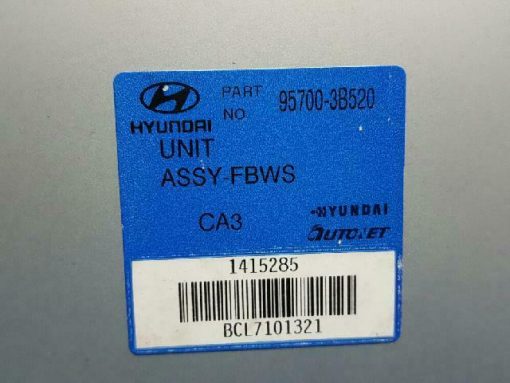 PART NO 95700-3B520
HYUNDAI
UNIT
ASSY-FBWS
CA3
HYUNDAI
AUTONET
1415285
BCL7101321